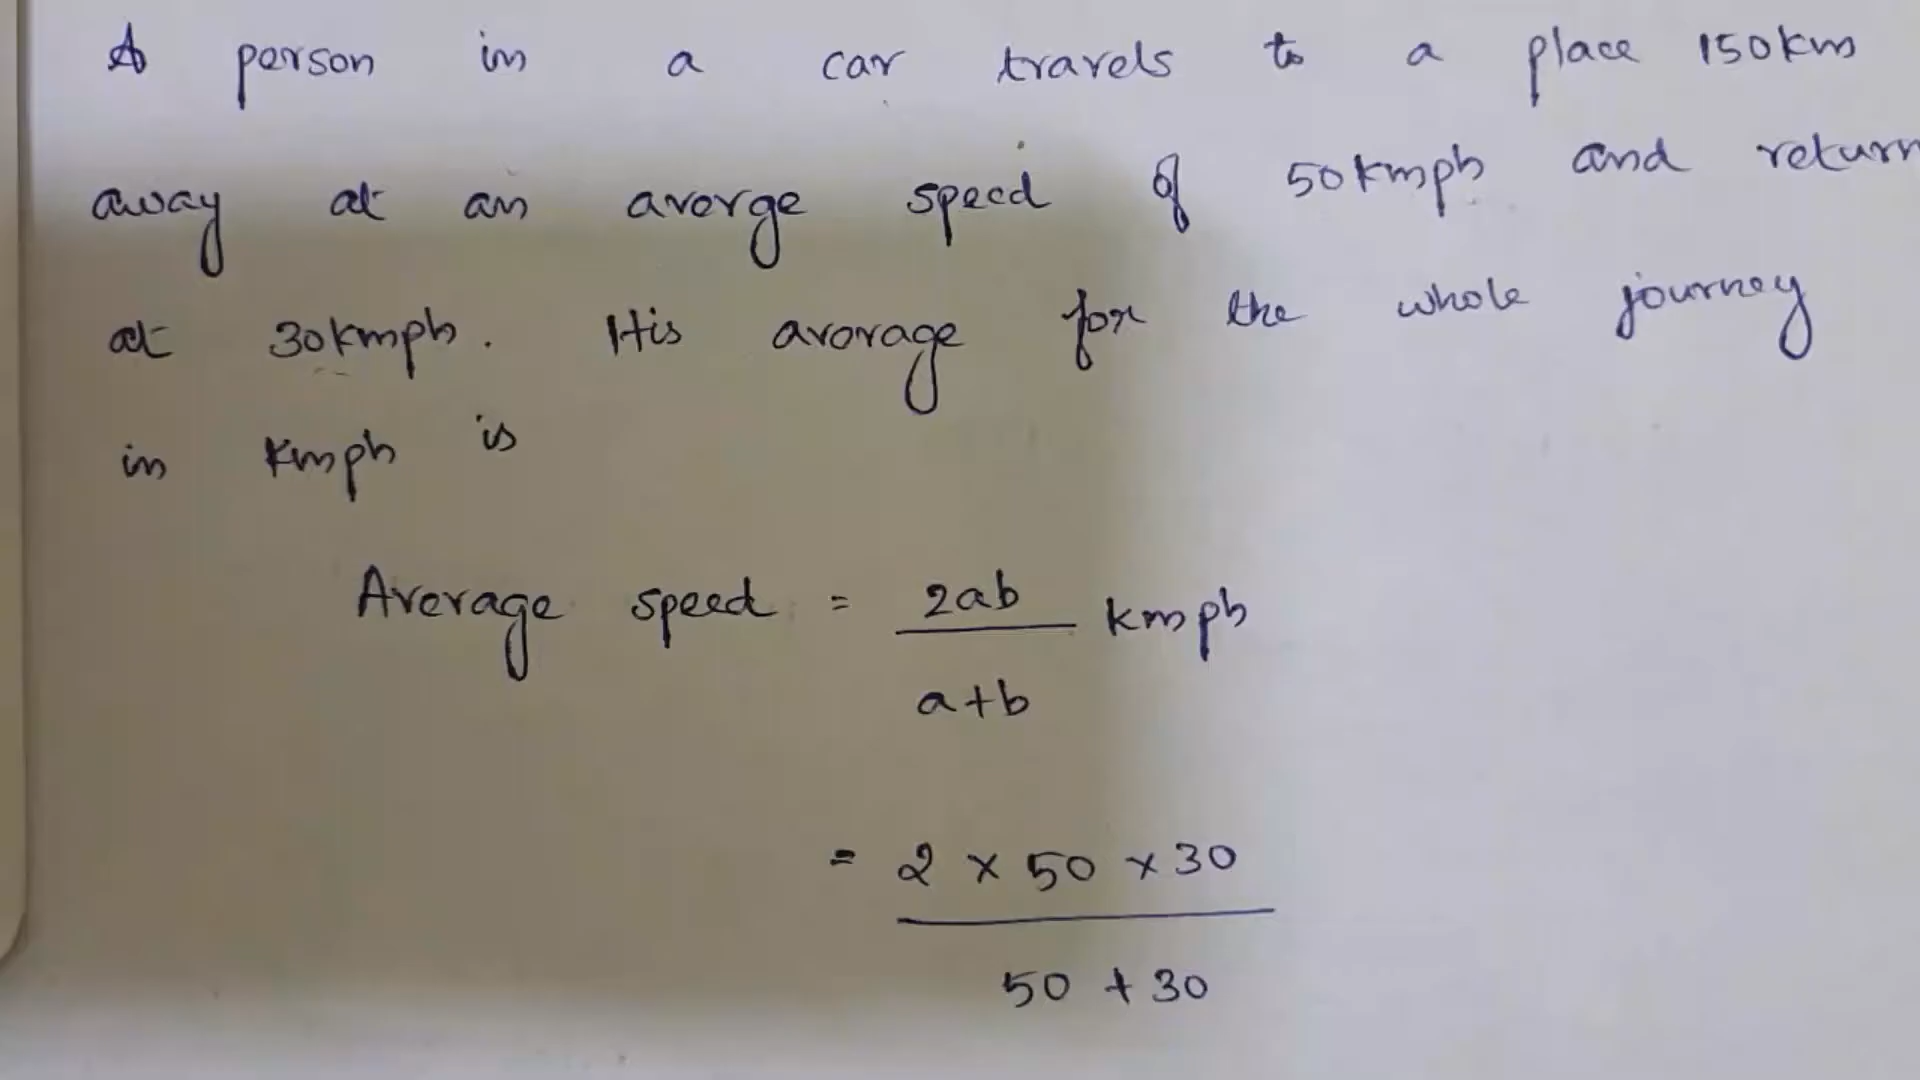 A person in a car travels to a place 150km
away at an averge speed of 50kmph and return
at 30kmph. His average for the whole journey
in kmph is
Average speed = 2ab kmph
a+b
= 2 × 50 × 30
50 + 30